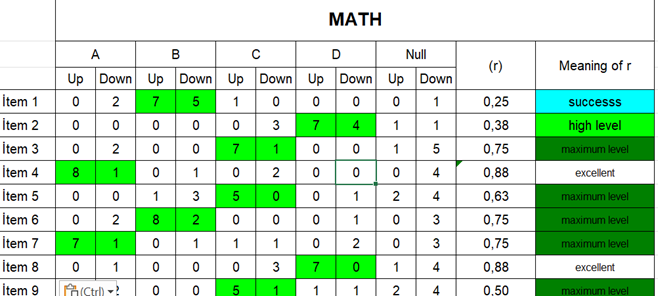 MATH
A B C D Null (r) Meaning of r
Up Down Up Down Up Down Up Down Up Down
İtem 1 0 2 7 5 1 0 0 0 0 1 0,25 successs
İtem 2 0 0 0 0 0 3 7 4 1 1 0,38 high level
İtem 3 0 2 0 0 7 1 0 0 1 5 0,75 maximum level
İtem 4 8 1 0 1 0 2 0 0 0 4 0,88 excellent
İtem 5 0 0 1 3 5 0 0 1 2 4 0,63 maximum level
İtem 6 0 2 8 2 0 0 0 1 0 3 0,75 maximum level
İtem 7 7 1 0 1 1 1 0 2 0 3 0,75 maximum level
İtem 8 0 1 0 0 0 3 7 0 1 4 0,88 excellent
İtem 9 (Ctrl) 0 0 5 1 1 1 2 4 0,50 maximum level